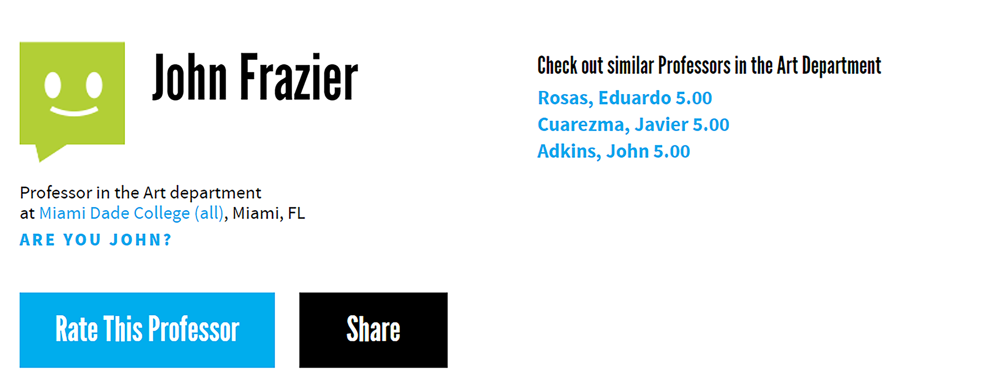 John Frazier
Professor in the Art department
at Miami Dade College (all), Miami, FL
ARE YOU JOHN?
Rate This Professor
Share
Check out similar Professors in the Art Department
Rosas, Eduardo 5.00
Cuarezma, Javier 5.00
Adkins, John 5.00